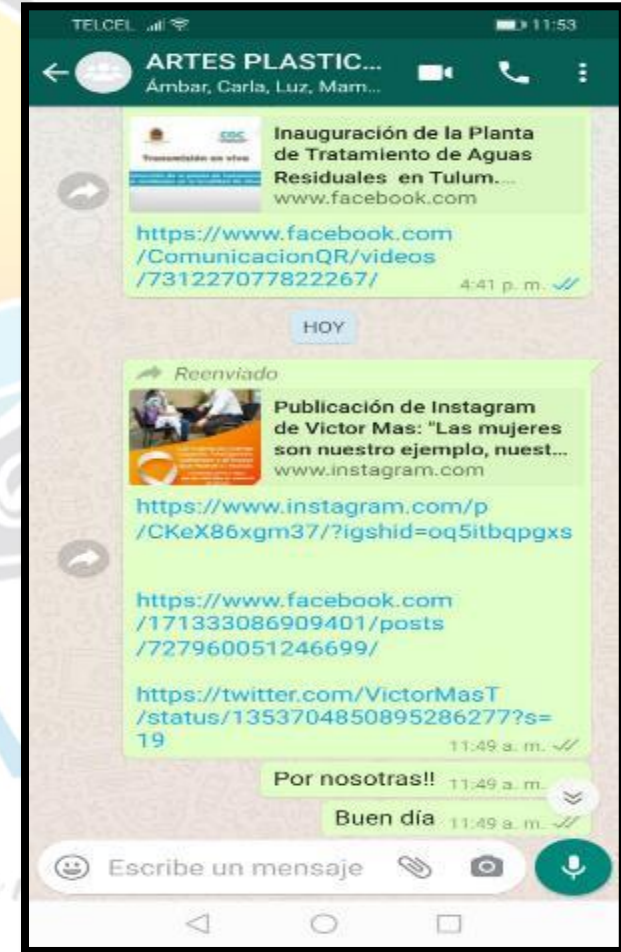 TELCEL 11:53
ARTES PLASTIC...
Ámbar, Carla, Luz, Mam...
CGC
Transmisión en vivo
Inauguración de la Planta
de Tratamiento de Aguas
Residuales en Tulum....
www.facebook.com
https://www.facebook.com
/ComunicacionQR/videos
/731227077822267/
4:41 p. m.
HOY
Reenviado
Publicación de Instagram
de Victor Mas: "Las mujeres
son nuestro ejemplo, nuest...
www.instagram.com
https://www.instagram.com/p
/CKeX86xgm37/?igshid=oq5itbqpgxs
https://www.facebook.com
/171333086909401/posts
/727960051246699/
https://twitter.com/VictorMasT
/status/1353704850895286277?s=
19
11:49 a. m.
Por nosotras!! 11:49 a. m.
Buen día 11:49 a. m.
Escribe un mensaje